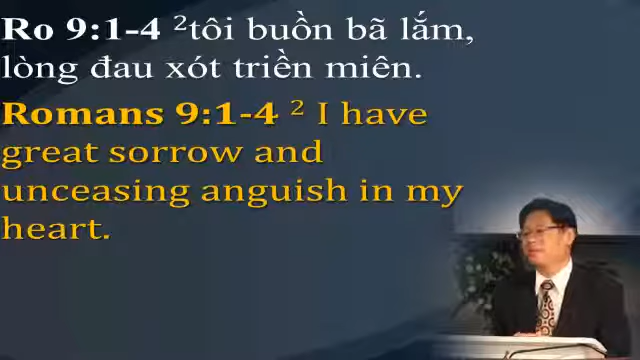 Ro 9:1-4 ²tôi buồn bã lắm,
lòng đau xót triền miên.
Romans 9:1-4 ² I have
great sorrow and
unceasing anguish in my
heart.